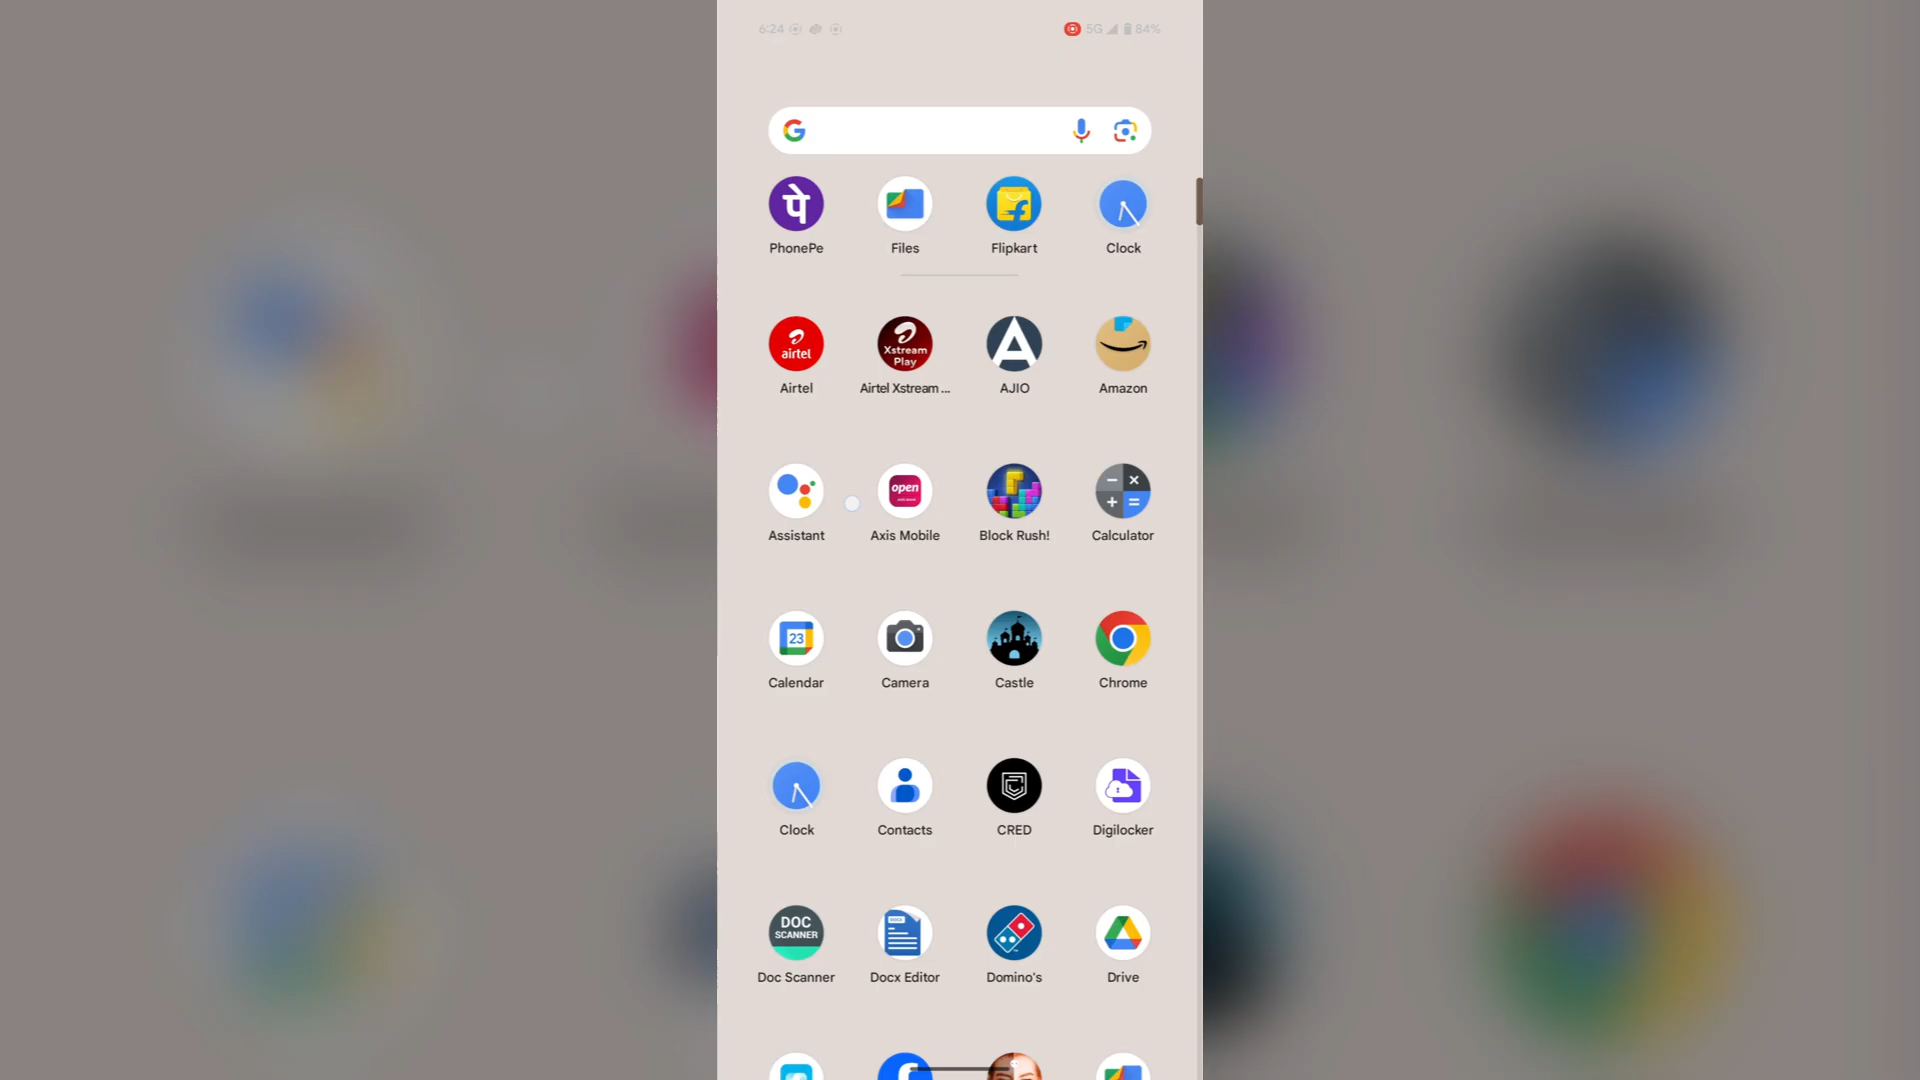 6:24 5G 84%
पे
PhonePe Files Flipkart Clock
airtel Xstream Play
Airtel Airtel Xstream ... AJIO Amazon
open
Assistant Axis Mobile Block Rush! Calculator
23
Calendar Camera Castle Chrome
Clock Contacts CRED Digilocker
DOC SCANNER
Doc Scanner Docx Editor Domino's Drive